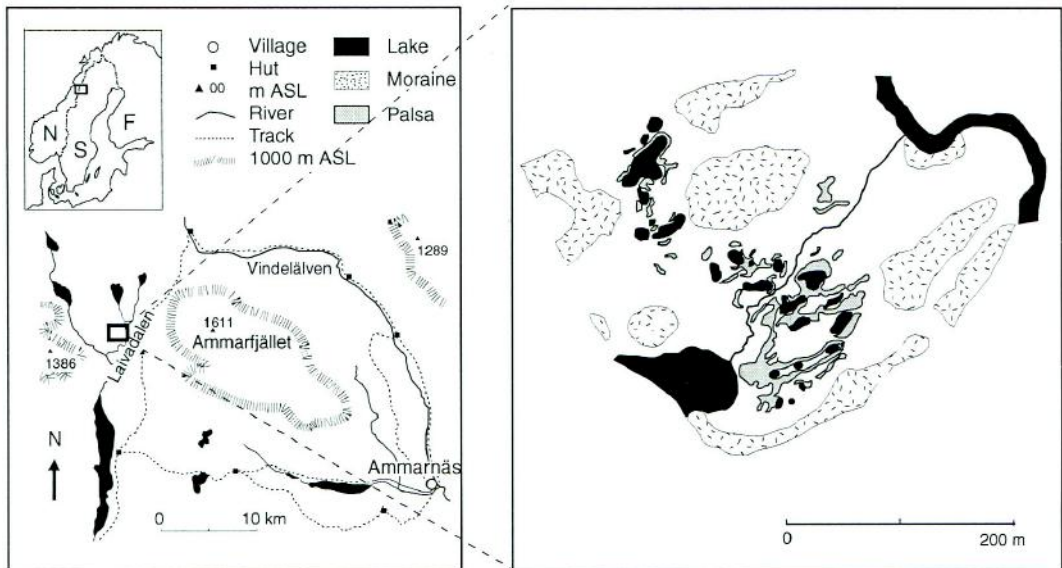 Village
Hut
00 m ASL
River
Track
1000 m ASL
Lake
Moraine
Palsa
N
S
F
1289
Vindelälven
1611
Ammarfjället
Laivadalen
1386
N
Ammarnäs
0 10 km
0 200 m